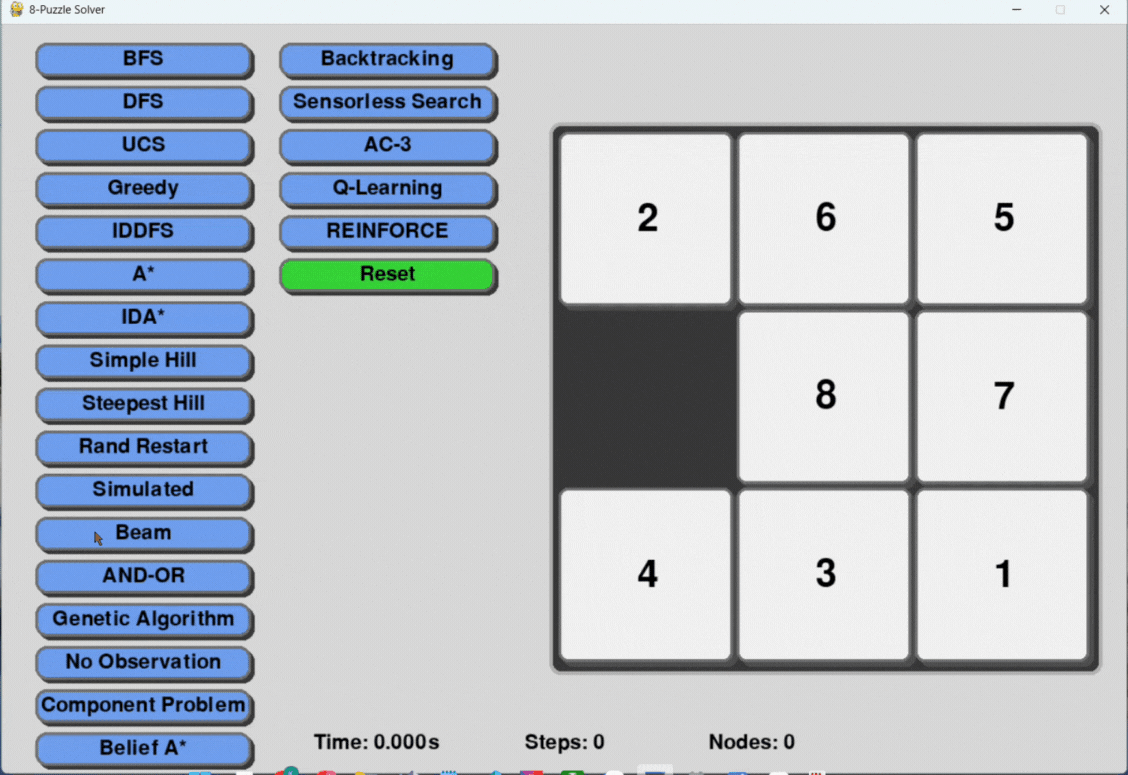 8-Puzzle Solver
BFS
DFS
UCS
Greedy
IDDFS
A*
IDA*
Simple Hill
Steepest Hill
Rand Restart
Simulated
Beam
AND-OR
Genetic Algorithm
No Observation
Component Problem
Belief A*
Backtracking
Sensorless Search
AC-3
Q-Learning
REINFORCE
Reset
2 6 5
8 7
4 3 1
Time: 0.000s Steps: 0 Nodes: 0